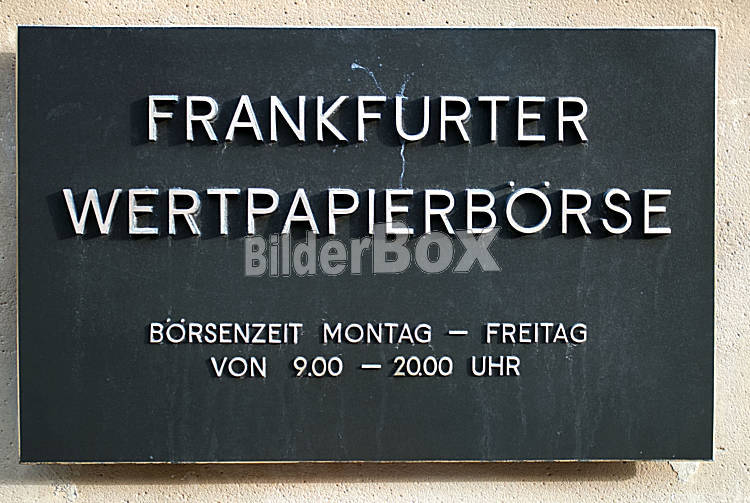 FRANKFURTER
WERTPAPIERBÖRSE
BilderBOX
BÖRSENZEIT MONTAG – FREITAG
VON 9.00 – 20.00 UHR